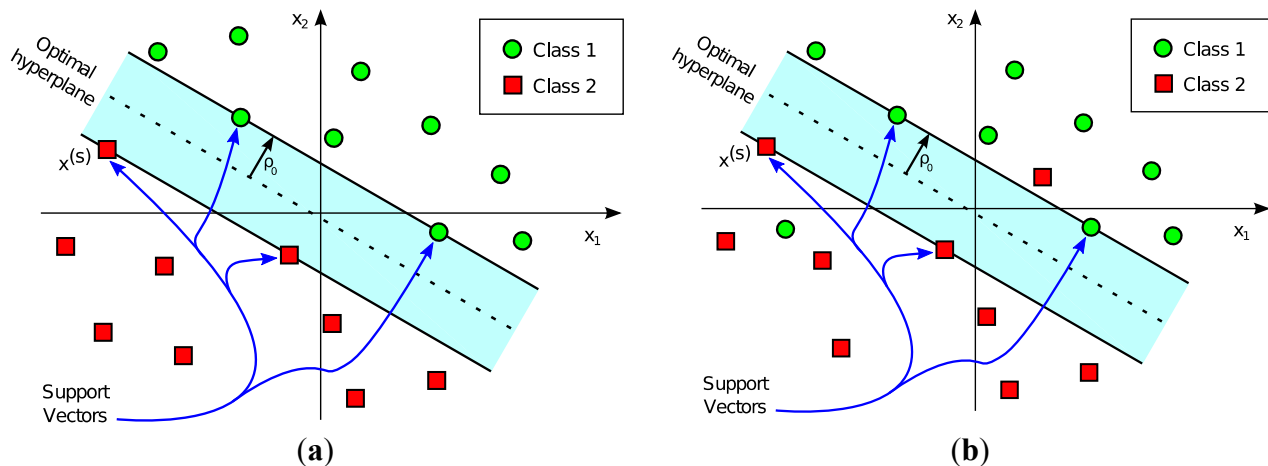 Optimal
hyperplane
x₂
Class 1
Class 2
x⁽ˢ⁾
ρ₀
x₁
Support
Vectors
(a)
Optimal
hyperplane
x₂
Class 1
Class 2
x⁽ˢ⁾
ρ₀
x₁
Support
Vectors
(b)